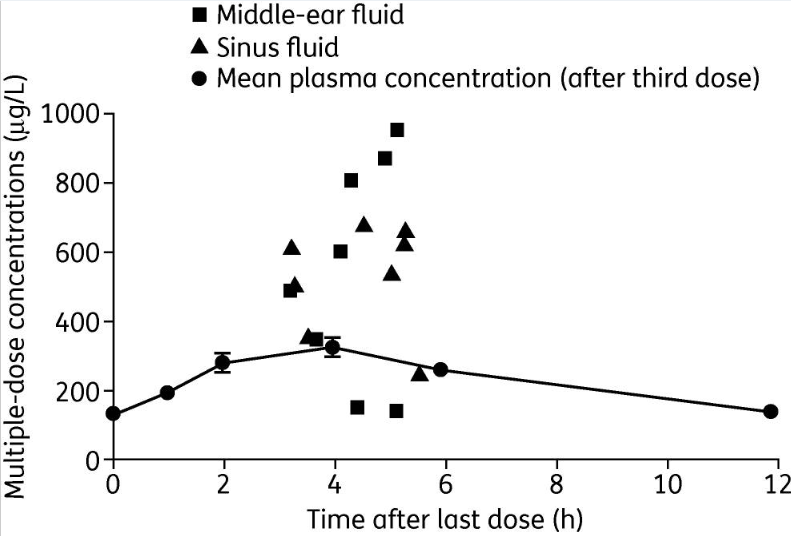 Middle-ear fluid
Sinus fluid
Mean plasma concentration (after third dose)
Multiple-dose concentrations (µg/L)
1000
800
600
400
200
0
0 2 4 6 8 10 12
Time after last dose (h)